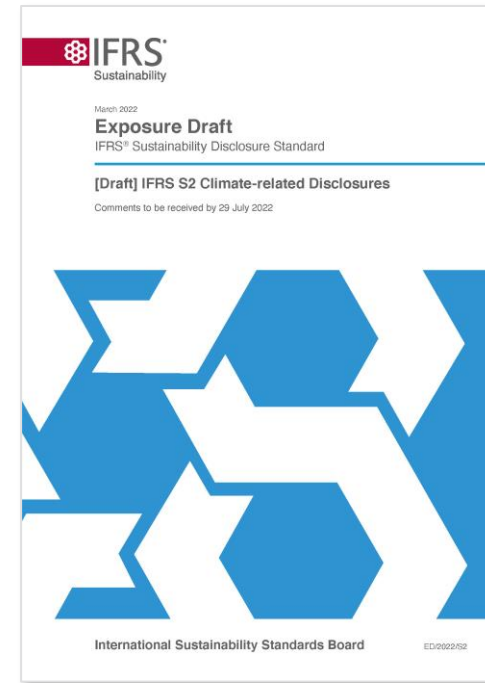 IFRS®
Sustainability
March 2022
Exposure Draft
IFRS® Sustainability Disclosure Standard
[Draft] IFRS S2 Climate-related Disclosures
Comments to be received by 29 July 2022
International Sustainability Standards Board
ED/2022/S2